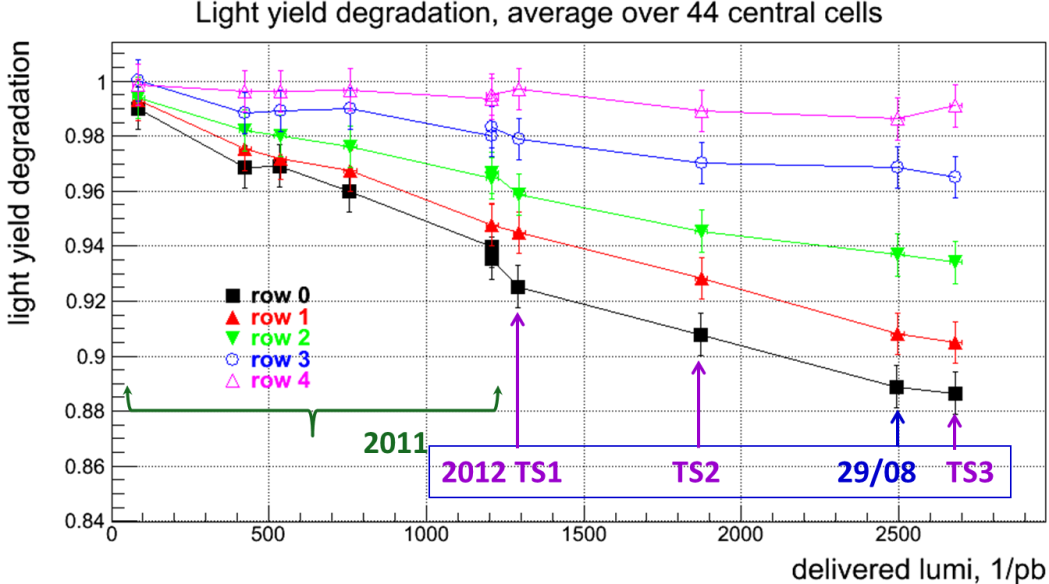 Light yield degradation, average over 44 central cells
light yield degradation
1
0.98
0.96
0.94
0.92
0.9
0.88
0.86
0.84
row 0
row 1
row 2
row 3
row 4
2011
2012 TS1 TS2 29/08 TS3
0 500 1000 1500 2000 2500
delivered lumi, 1/pb